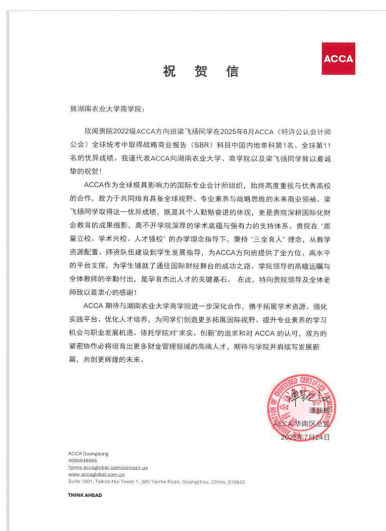 ACCA
祝 贺 信
致湖南农业大学商学院:
欣闻贵院2022级ACCA方向班梁飞扬同学在2025年6月ACCA(特许公认会计师
公会)全球统考中取得战略商业报告(SBR)科目中国内地单科第1名、全球第11
名的优异成绩。我谨代表ACCA向湖南农业大学、商学院以及梁飞扬同学致以最诚
挚的祝贺!
ACCA作为全球极具影响力的国际专业会计师组织,始终高度重视与优秀高校
的合作,致力于共同培育具备全球视野、专业素养与战略思维的未来商业领袖。梁
飞扬同学取得这一优异成绩,既是其个人勤勉奋进的体现,更是贵院深耕国际化财
会教育的成果缩影,离不开学院深厚的学术底蕴与强有力的支持体系。贵院在“质
量立校、学术兴校、人才强校”的办学理念指导下,秉持“三全育人”理念,从教学
资源配置、师资队伍建设到学生发展指导,为ACCA方向班提供了全方位、高水平
的平台支撑,为学生铺就了通往国际财经舞台的成功之路。学院领导的高瞻远瞩与
全体教师的辛勤付出,是孕育杰出人才的关键基石。在此,特向贵院领导及全体老
师致以最衷心的感谢!
ACCA 期待与湖南农业大学商学院进一步深化合作,携手拓展学术资源、强化
实践平台、优化人才培养,为同学们创造更多拓展国际视野、提升专业素养的学习
机会与职业发展机遇。依托学院对“求实、创新”的追求和对 ACCA 的认可,双方的
紧密协作必将培育出更多财会管理领域的高端人才,期待与学院并肩续写发展新
篇,共创更辉煌的未来。
ACCA 华南区总监
2025年7月24日
ACCA Guangdong
4006848666
forms.accaglobal.com/contact-us
www.accaglobal.com.cn
Suite 1001, Taikoo Hui Tower 1, 385 Tianhe Road, Guangzhou, China, 510620
THINK AHEAD